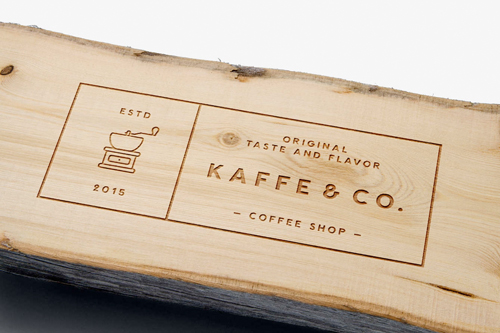 ESTD
2015
ORIGINAL
TASTE AND FLAVOR
KAFFE & CO.
– COFFEE SHOP –